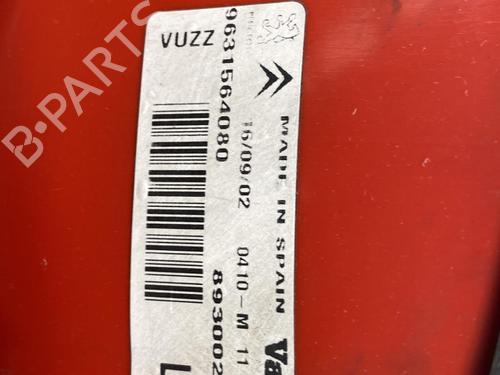 VUZZ
9631564080
16/09/02 0410-M 11
893002
MADE IN SPAIN Va
B-PARTS